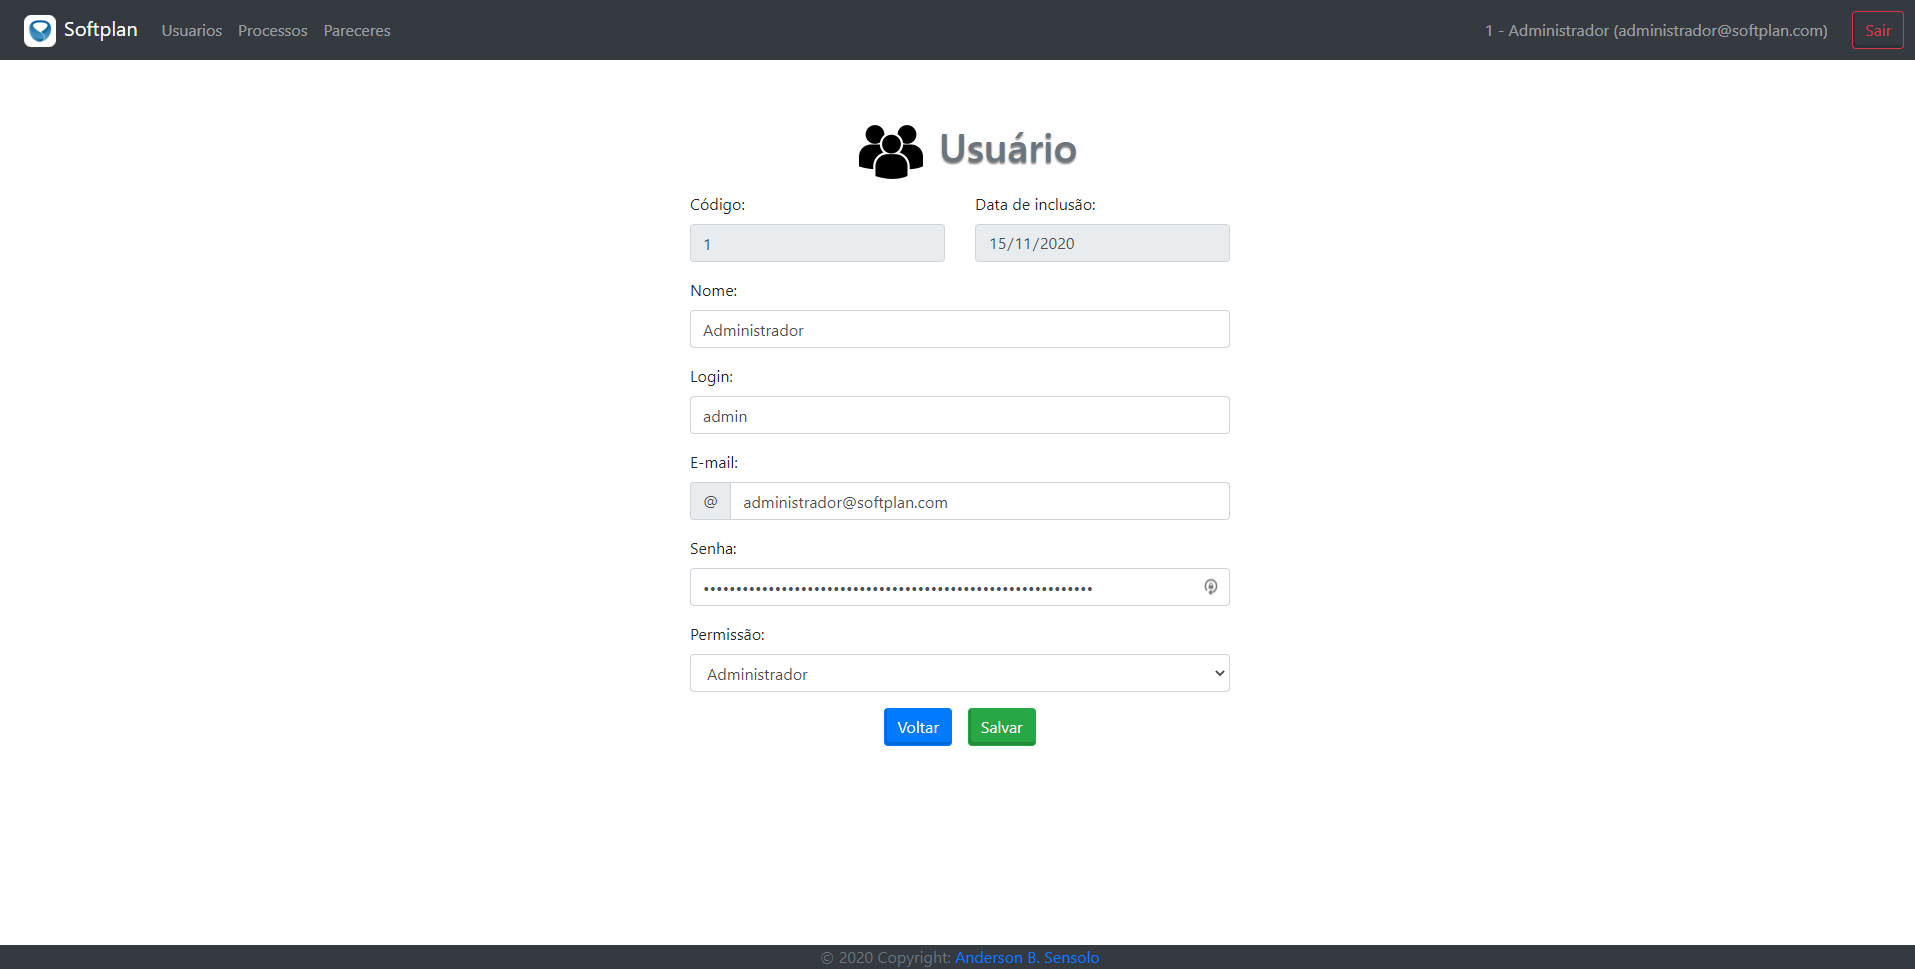 Softplan Usuarios Processos Pareceres 1 - Administrador (administrador@softplan.com) Sair
Usuário
Código: Data de inclusão:
1 15/11/2020
Nome:
Administrador
Login:
admin
E-mail:
@ administrador@softplan.com
Senha:
••••••••••••••••••••••••••••••••••••••••••••••••••••••••••••
Permissão:
Administrador
Voltar Salvar
© 2020 Copyright: Anderson B. Sensolo